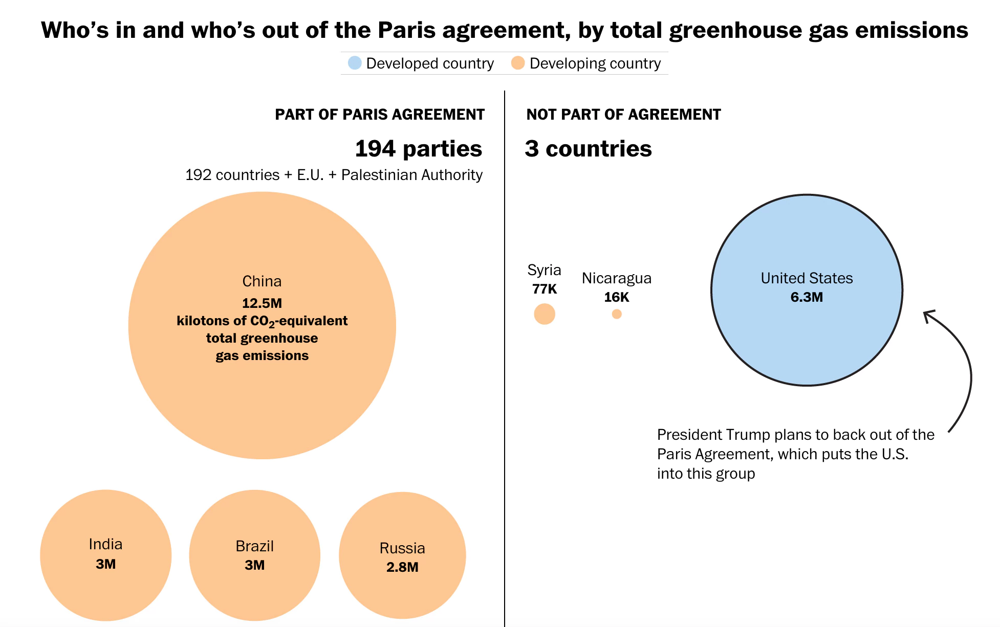 Who’s in and who’s out of the Paris agreement, by total greenhouse gas emissions
Developed country
Developing country
PART OF PARIS AGREEMENT
194 parties
192 countries + E.U. + Palestinian Authority
China
12.5M
kilotons of CO₂-equivalent
total greenhouse
gas emissions
India
3M
Brazil
3M
Russia
2.8M
NOT PART OF AGREEMENT
3 countries
Syria
77K
Nicaragua
16K
United States
6.3M
President Trump plans to back out of the
Paris Agreement, which puts the U.S.
into this group